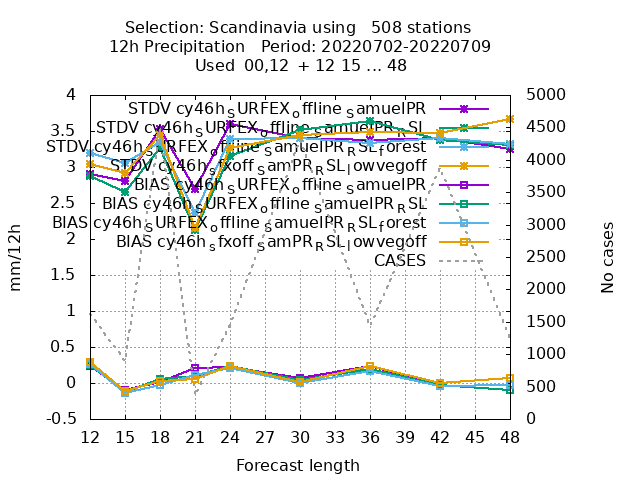 Selection: Scandinavia using   508 stations
12h Precipitation   Period: 20220702-20220709
Used  00,12  + 12 15 ... 48
4
3.5
3
2.5
2
1.5
1
0.5
0
-0.5
mm/12h
STDV cy46h_SURFEX_offline_SamuelPR
STDV cy46h_SURFEX_offline_SamuelPR_RSL
STDV cy46h_SURFEX_offline_SamuelPR_RSL_forest
STDV cy46h_sfxoff_SamPR_RSL_lowvegoff
BIAS cy46h_SURFEX_offline_SamuelPR
BIAS cy46h_SURFEX_offline_SamuelPR_RSL
BIAS cy46h_SURFEX_offline_SamuelPR_RSL_forest
BIAS cy46h_sfxoff_SamPR_RSL_lowvegoff
CASES
5000
4500
4000
3500
3000
2500
2000
1500
1000
500
0
No cases
12 15 18 21 24 27 30 33 36 39 42 45 48
Forecast length